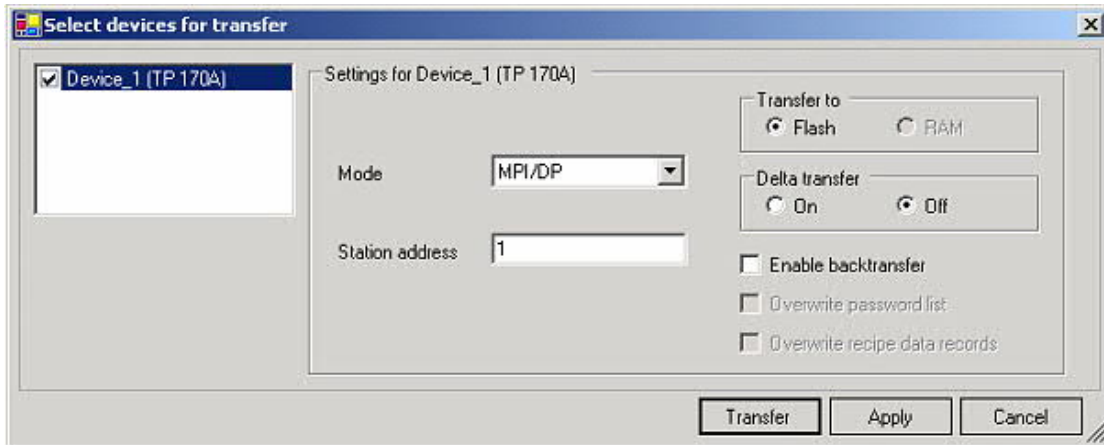 Select devices for transfer
Device_1 (TP 170A)
Settings for Device_1 (TP 170A)
Mode
MPI/DP
Station address
1
Transfer to
Flash RAM
Delta transfer
On Off
Enable backtransfer
Overwrite password list
Overwrite recipe data records
Transfer Apply Cancel